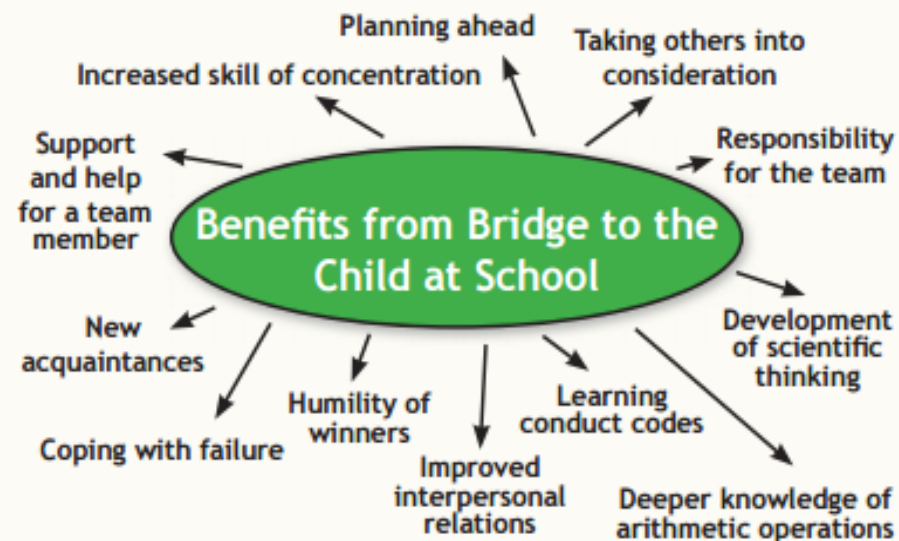 Planning ahead
Taking others into
consideration
Increased skill of concentration
Support
and help
for a team
member
Responsibility
for the team
Benefits from Bridge to the
Child at School
New
acquaintances
Development
of scientific
thinking
Coping with failure
Humility of
winners
Learning
conduct codes
Improved
interpersonal
relations
Deeper knowledge of
arithmetic operations